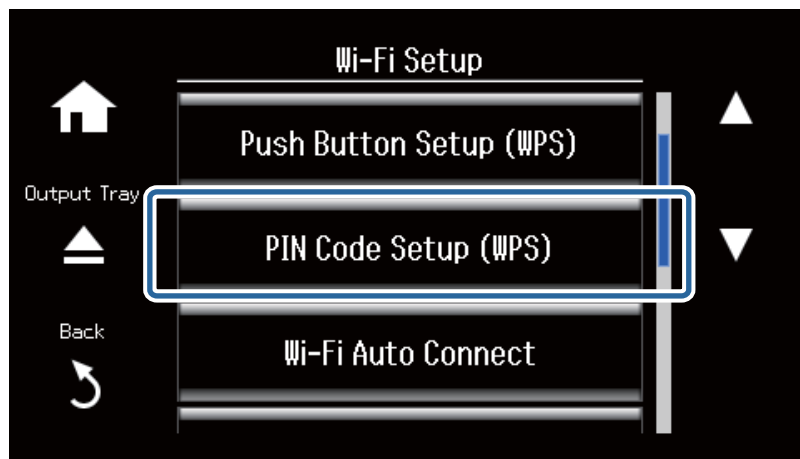 Wi-Fi Setup
Push Button Setup (WPS)
Output Tray
PIN Code Setup (WPS)
Back
Wi-Fi Auto Connect